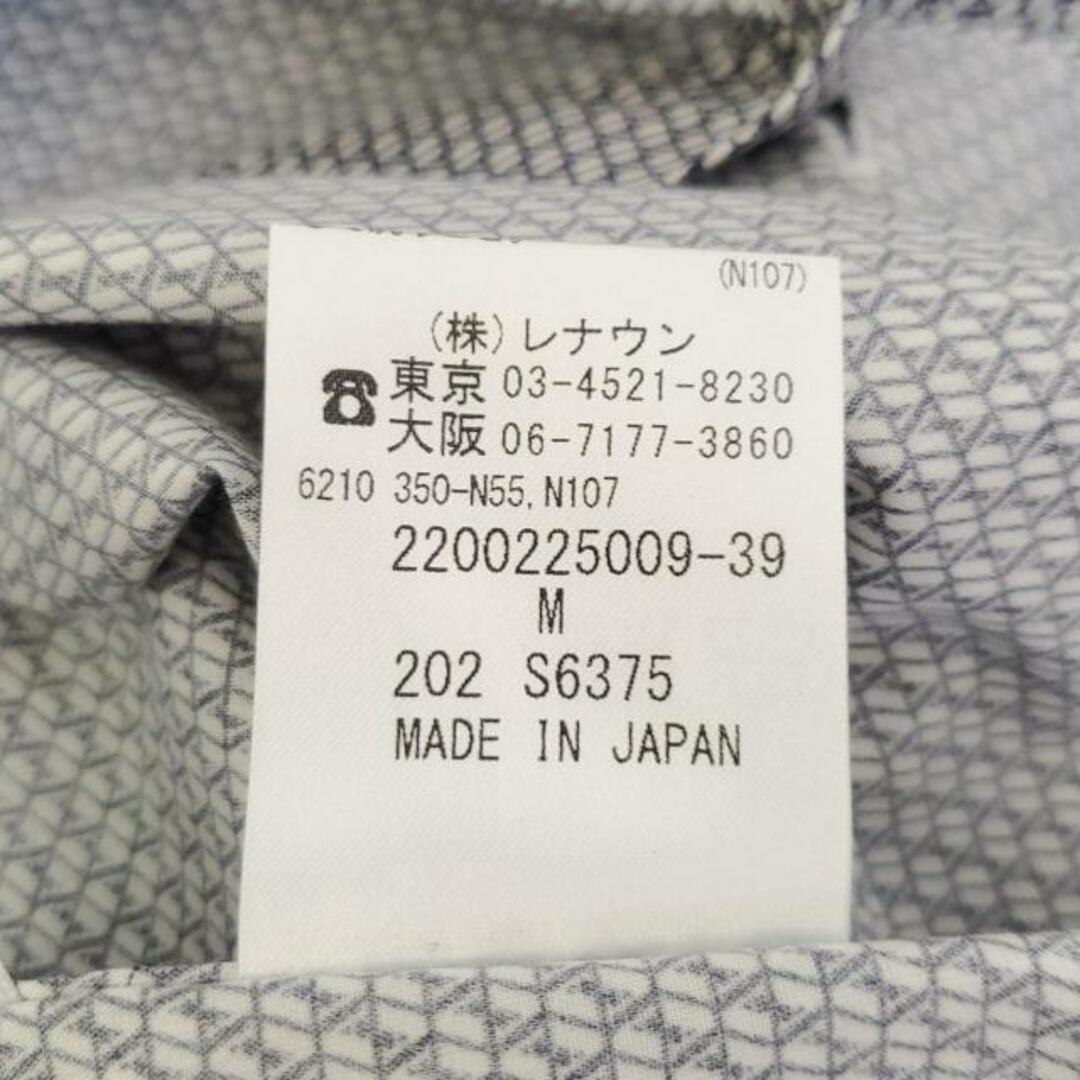 (N107)
(株)レナウン
☎東京 03-4521-8230
大阪 06-7177-3860
6210 350-N55, N107
2200225009-39
M
202 S6375
MADE IN JAPAN